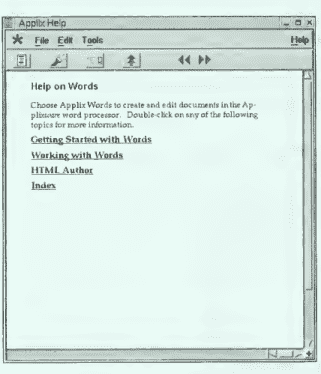 Applix Help
File Edit Tools Help
Help on Words
Choose Applix Words to create and edit documents in the Ap-
plixware word processor. Double-click on any of the following
topics for more information.
Getting Started with Words
Working with Words
HTML Author
Index